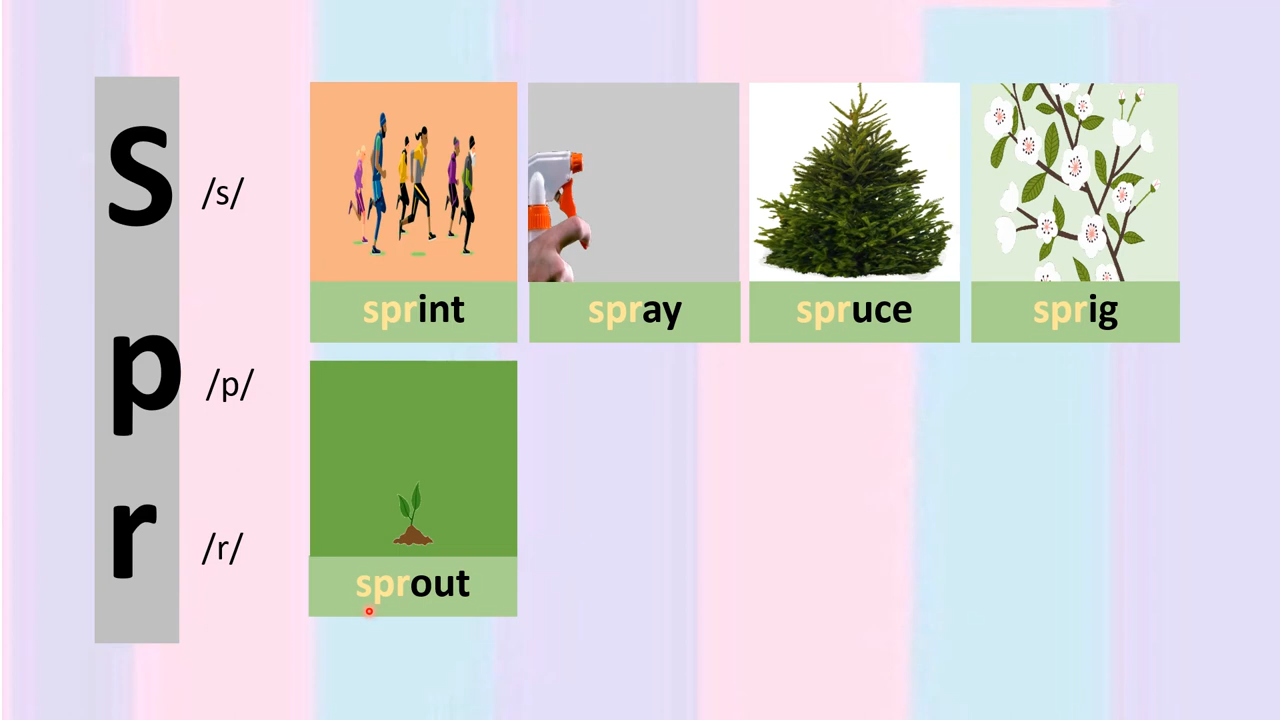 S /s/
p /p/
r /r/
sprint
spray
spruce
sprig
sprout